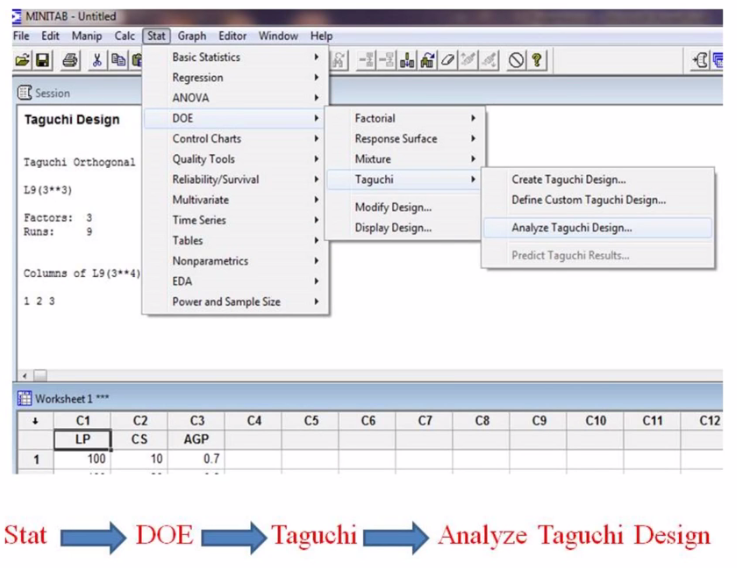 MINITAB - Untitled
File Edit Manip Calc Stat Graph Editor Window Help
Session
Taguchi Design
Taguchi Orthogonal
L9(3**3)
Factors: 3
Runs: 9
Columns of L9(3**4)
1 2 3
Basic Statistics
Regression
ANOVA
DOE
Control Charts
Quality Tools
Reliability/Survival
Multivariate
Time Series
Tables
Nonparametrics
EDA
Power and Sample Size
Factorial
Response Surface
Mixture
Taguchi
Modify Design...
Display Design...
Create Taguchi Design...
Define Custom Taguchi Design...
Analyze Taguchi Design...
Predict Taguchi Results...
Worksheet 1 ***
C1 C2 C3 C4 C5 C6 C7 C8 C9 C10 C11 C12
LP CS AGP
1 100 10 0.7
Stat DOE Taguchi Analyze Taguchi Design